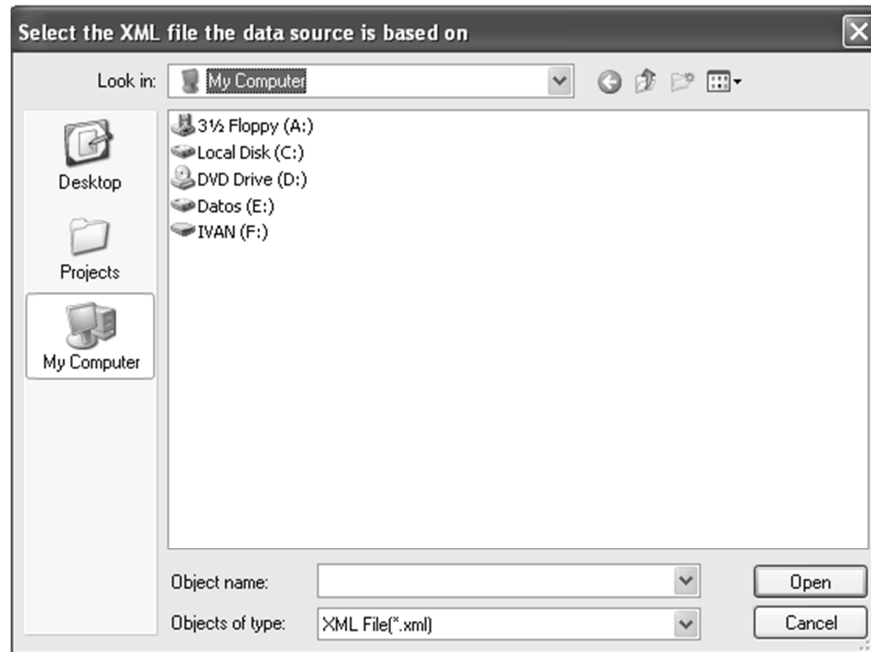 Select the XML file the data source is based on
Look in: My Computer
3½ Floppy (A:)
Local Disk (C:)
DVD Drive (D:)
Datos (E:)
IVAN (F:)
Desktop
Projects
My Computer
Object name:
Open
Objects of type: XML File(*.xml)
Cancel